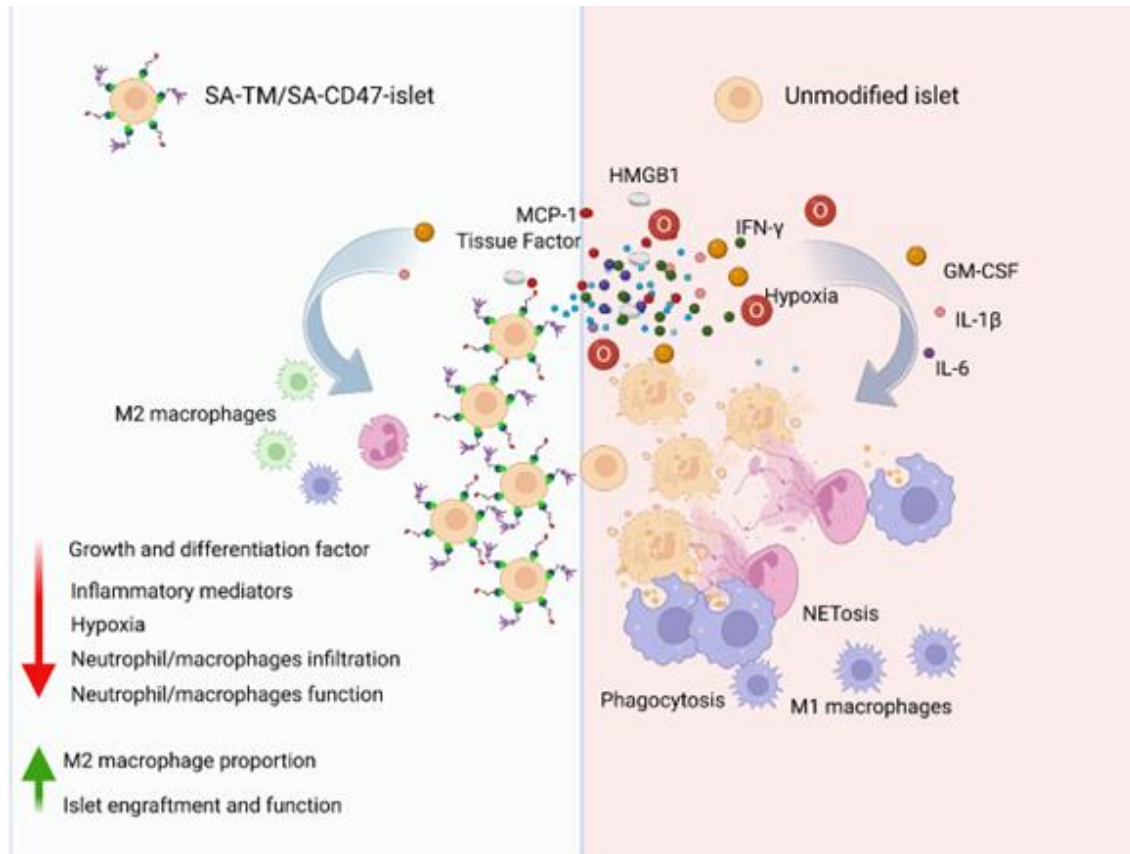 SA-TM/SA-CD47-islet
Unmodified islet
HMGB1
MCP-1
Tissue Factor
IFN-γ
Hypoxia
GM-CSF
IL-1β
IL-6
M2 macrophages
NETosis
Phagocytosis
M1 macrophages
Growth and differentiation factor
Inflammatory mediators
Hypoxia
Neutrophil/macrophages infiltration
Neutrophil/macrophages function
M2 macrophage proportion
Islet engraftment and function